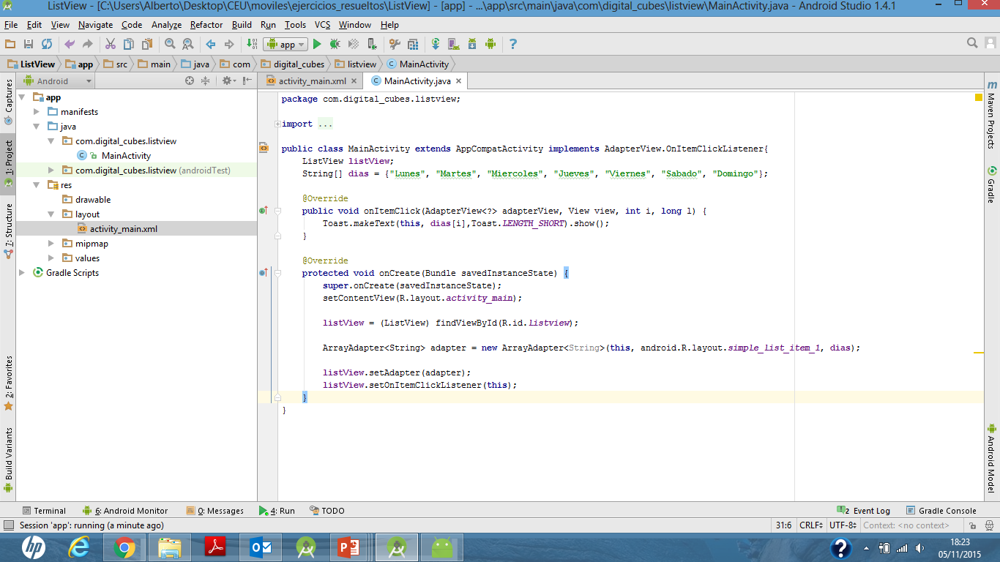 ListView - [C:\Users\Alberto\Desktop\CEU\moviles\ejercicios_resueltos\ListView] - [app] - ...\app\src\main\java\com\digital_cubes\listview\MainActivity.java - Android Studio 1.4.1
File Edit View Navigate Code Analyze Refactor Build Run Tools VCS Window Help
app
ListView app src main java com digital_cubes listview MainActivity
Android
activity_main.xml MainActivity.java
Captures
1: Project
7: Structure
2: Favorites
Build Variants
app
manifests
java
com.digital_cubes.listview
MainActivity
com.digital_cubes.listview (androidTest)
res
drawable
layout
activity_main.xml
mipmap
values
Gradle Scripts
package com.digital_cubes.listview;
import ...
public class MainActivity extends AppCompatActivity implements AdapterView.OnItemClickListener{
ListView listView;
String[] dias = {"Lunes", "Martes", "Miercoles", "Jueves", "Viernes", "Sabado", "Domingo"};
@Override
public void onItemClick(AdapterView<?> adapterView, View view, int i, long l) {
Toast.makeText(this, dias[i],Toast.LENGTH_SHORT).show();
}
@Override
protected void onCreate(Bundle savedInstanceState) {
super.onCreate(savedInstanceState);
setContentView(R.layout.activity_main);
listView = (ListView) findViewById(R.id.listview);
ArrayAdapter<String> adapter = new ArrayAdapter<String>(this, android.R.layout.simple_list_item_1, dias);
listView.setAdapter(adapter);
listView.setOnItemClickListener(this);
}
}
m
Maven Projects
Gradle
Android Model
Terminal 6: Android Monitor 0: Messages 4: Run TODO 2 Event Log Gradle Console
Session 'app': running (a minute ago) 31:6 CRLF UTF-8 Context: <no context>
18:23
05/11/2015